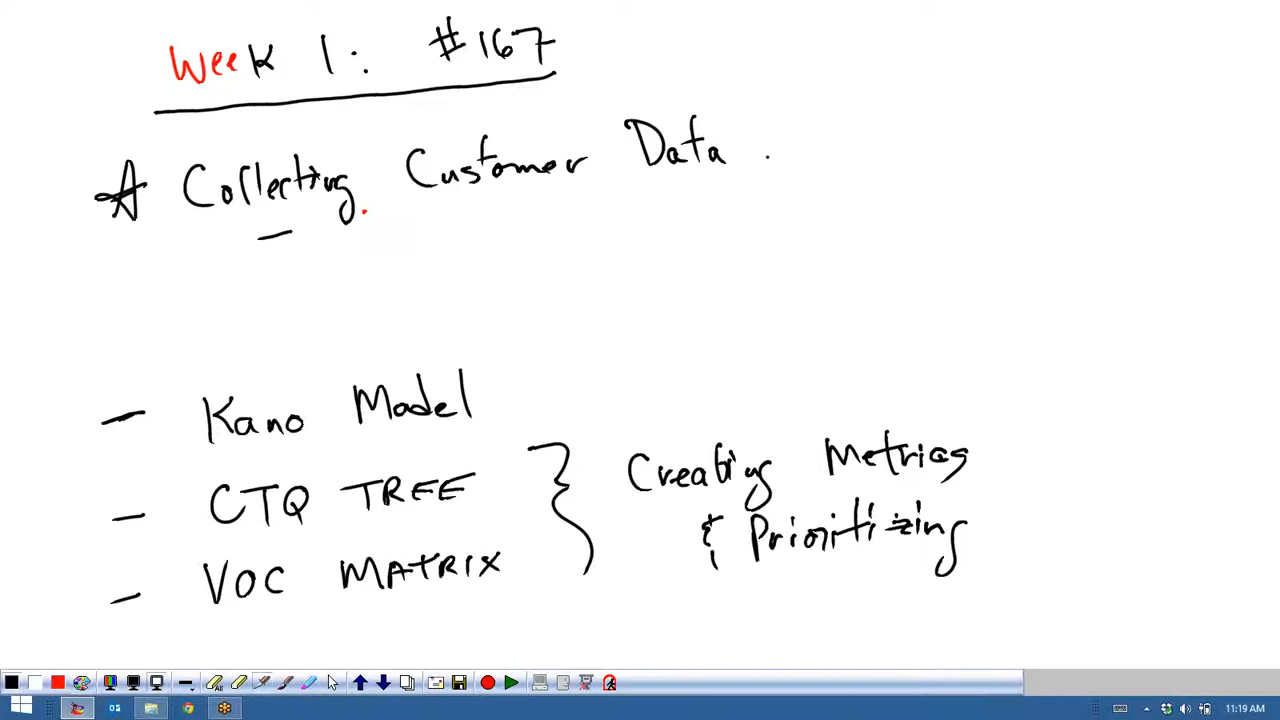 Week 1: #167
Collecting Customer Data
- Kano Model
- CTQ TREE
- VOC MATRIX
Creating Metrics
& Prioritizing
11:19 AM